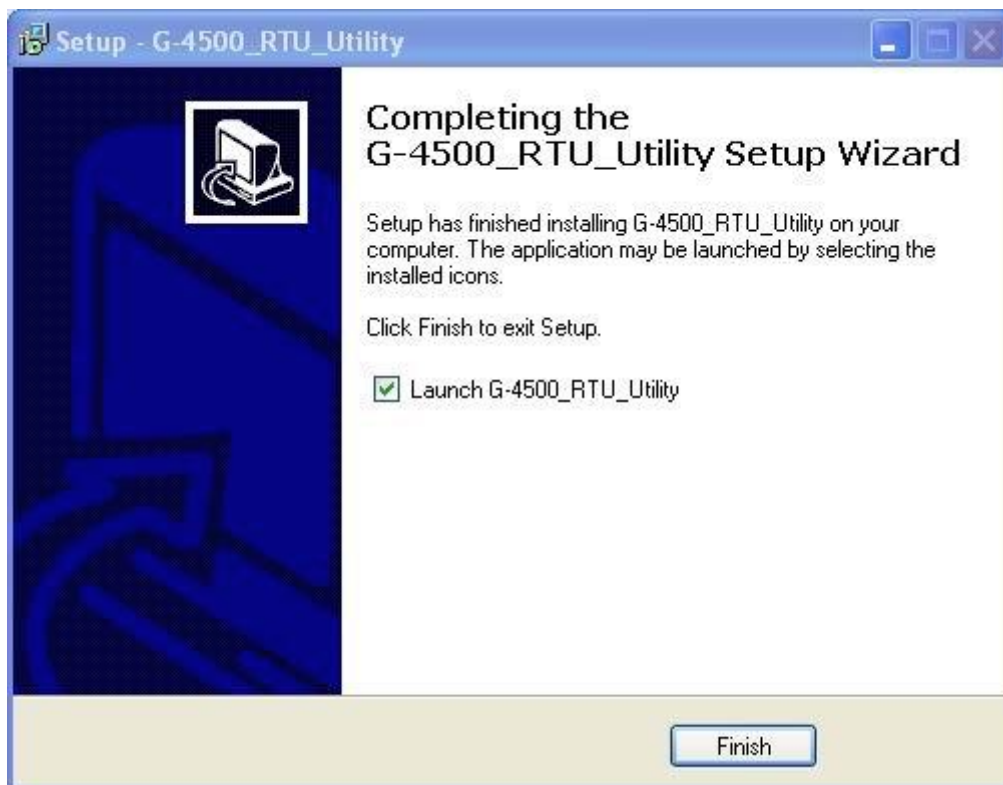 Setup - G-4500_RTU_Utility
Completing the
G-4500_RTU_Utility Setup Wizard
Setup has finished installing G-4500_RTU_Utility on your
computer. The application may be launched by selecting the
installed icons.
Click Finish to exit Setup.
Launch G-4500_RTU_Utility
Finish